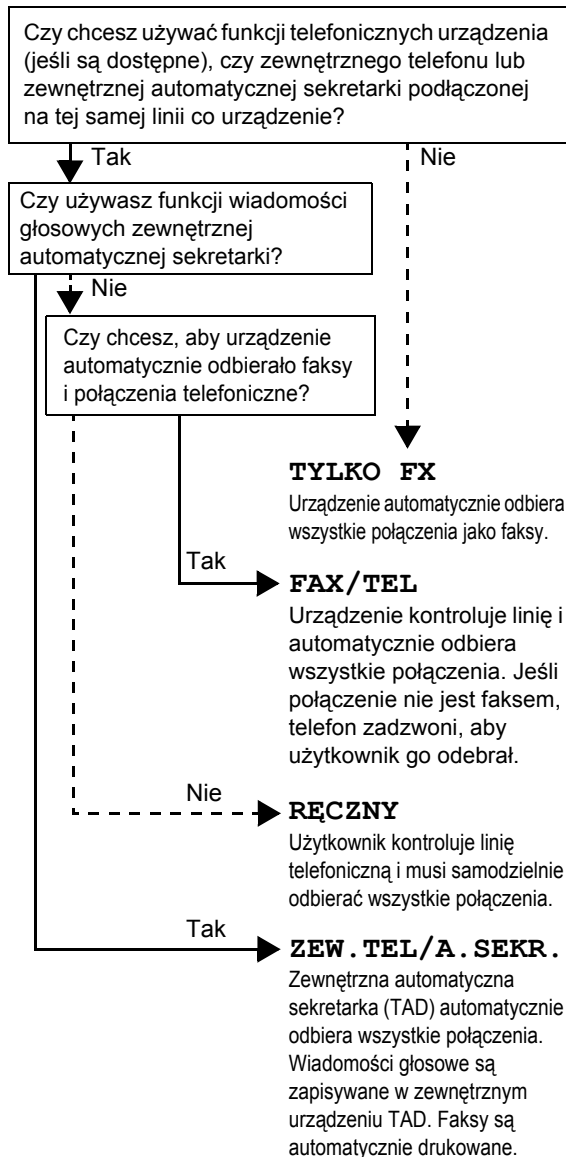 Czy chcesz używać funkcji telefonicznych urządzenia
(jeśli są dostępne), czy zewnętrznego telefonu lub
zewnętrznej automatycznej sekretarki podłączonej
na tej samej linii co urządzenie?
Tak
Nie
Czy używasz funkcji wiadomości
głosowych zewnętrznej
automatycznej sekretarki?
Nie
Czy chcesz, aby urządzenie
automatycznie odbierało faksy
i połączenia telefoniczne?
TYLKO FX
Urządzenie automatycznie odbiera
wszystkie połączenia jako faksy.
Tak
FAX/TEL
Urządzenie kontroluje linię i
automatycznie odbiera
wszystkie połączenia. Jeśli
połączenie nie jest faksem,
telefon zadzwoni, aby
użytkownik go odebrał.
Nie
RĘCZNY
Użytkownik kontroluje linię
telefoniczną i musi samodzielnie
odbierać wszystkie połączenia.
Tak
ZEW.TEL/A.SEKR.
Zewnętrzna automatyczna
sekretarka (TAD) automatycznie
odbiera wszystkie połączenia.
Wiadomości głosowe są
zapisywane w zewnętrznym
urządzeniu TAD. Faksy są
automatycznie drukowane.